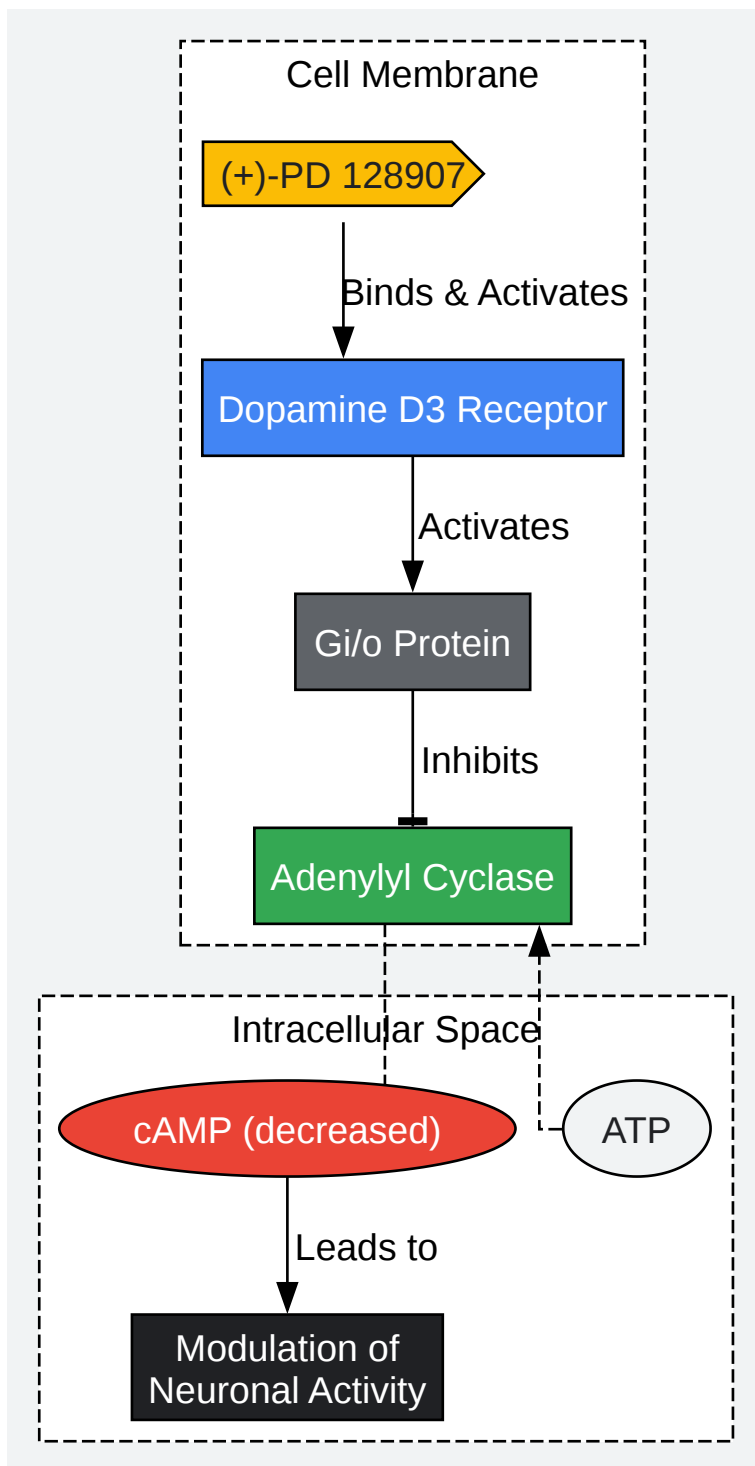 Cell Membrane
(+)-PD 128907
Binds & Activates
Dopamine D3 Receptor
Activates
Gi/o Protein
Inhibits
Adenylyl Cyclase
Intracellular Space
cAMP (decreased)
ATP
Leads to
Modulation of
Neuronal Activity